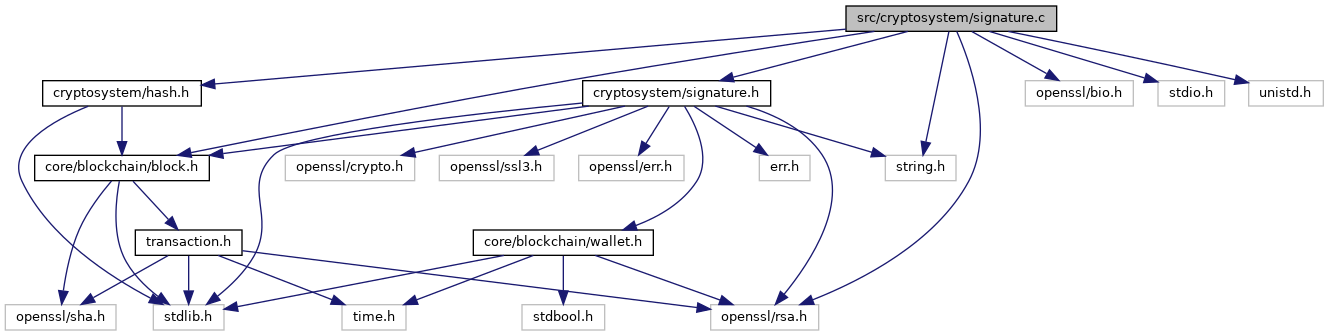 src/cryptosystem/signature.c
cryptosystem/hash.h
cryptosystem/signature.h
openssl/bio.h
stdio.h
unistd.h
core/blockchain/block.h
openssl/crypto.h
openssl/ssl3.h
openssl/err.h
err.h
string.h
transaction.h
core/blockchain/wallet.h
openssl/sha.h
stdlib.h
time.h
stdbool.h
openssl/rsa.h